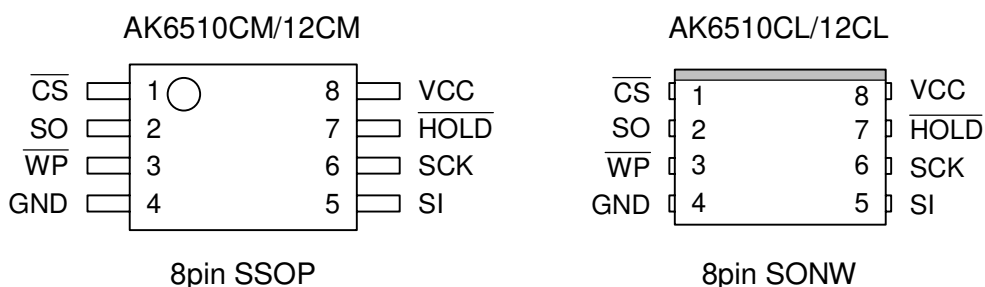 AK6510CM/12CM
CS 1 8 VCC
SO 2 7 HOLD
WP 3 6 SCK
GND 4 5 SI
8pin SSOP
AK6510CL/12CL
CS 1 8 VCC
SO 2 7 HOLD
WP 3 6 SCK
GND 4 5 SI
8pin SONW